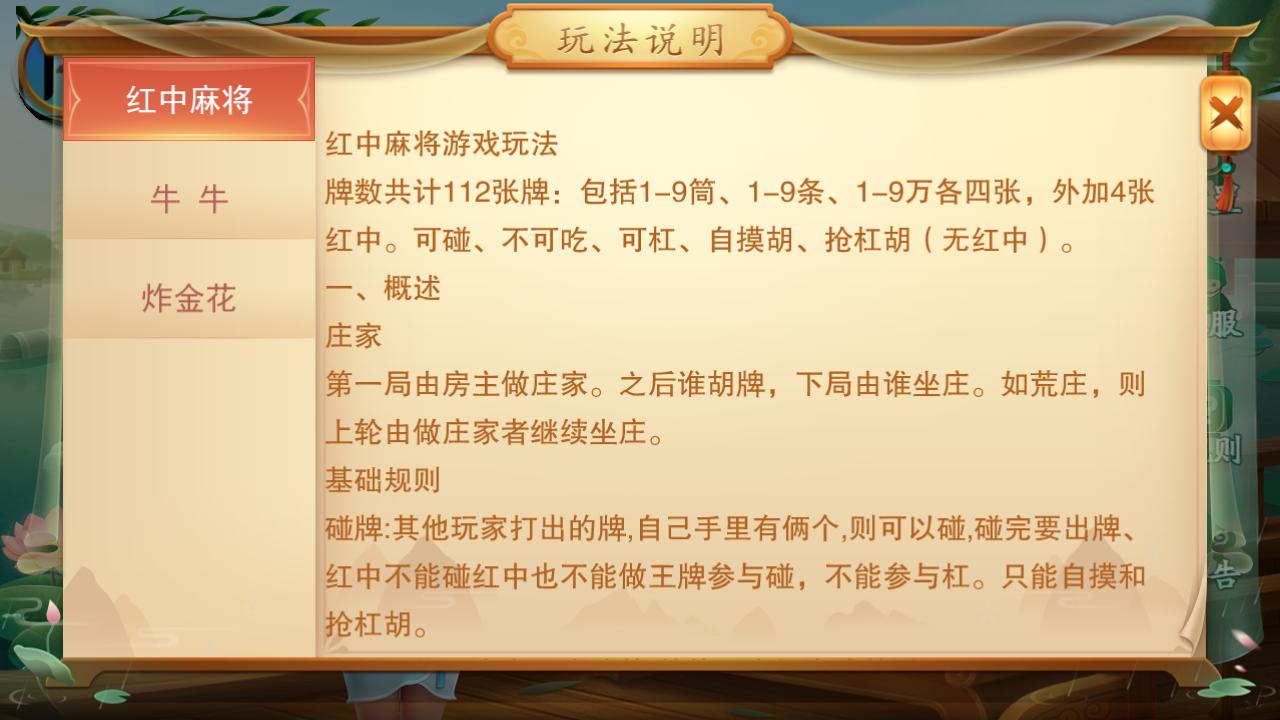 玩法说明
红中麻将
牛 牛
炸金花
红中麻将游戏玩法
牌数共计112张牌：包括1-9筒、1-9条、1-9万各四张，外加4张
红中。可碰、不可吃、可杠、自摸胡、抢杠胡（无红中）。
一、概述
庄家
第一局由房主做庄家。之后谁胡牌，下局由谁坐庄。如荒庄，则
上轮由做庄家者继续坐庄。
基础规则
碰牌:其他玩家打出的牌,自己手里有俩个,则可以碰,碰完要出牌、
红中不能碰红中也不能做王牌参与碰，不能参与杠。只能自摸和
抢杠胡。
服
则
告